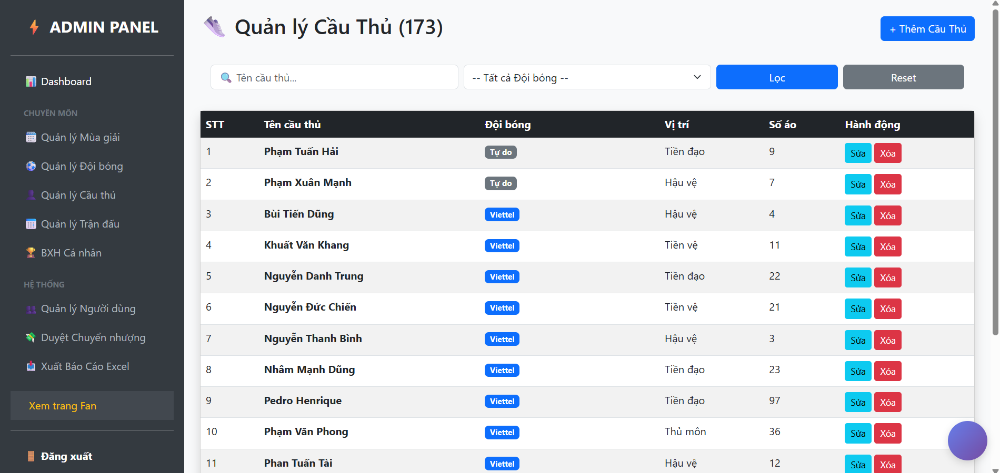 ADMIN PANEL
Dashboard
CHUYÊN MÔN
Quản lý Mùa giải
Quản lý Đội bóng
Quản lý Cầu thủ
Quản lý Trận đấu
BXH Cá nhân
HỆ THỐNG
Quản lý Người dùng
Duyệt Chuyển nhượng
Xuất Báo Cáo Excel
Xem trang Fan
Đăng xuất
Quản lý Cầu Thủ (173)
+ Thêm Cầu Thủ
Tên cầu thủ... -- Tất cả Đội bóng -- Lọc Reset
STT Tên cầu thủ Đội bóng Vị trí Số áo Hành động
1 Phạm Tuấn Hải Tự do Tiền đạo 9 Sửa Xóa
2 Phạm Xuân Mạnh Tự do Hậu vệ 7 Sửa Xóa
3 Bùi Tiến Dũng Viettel Hậu vệ 4 Sửa Xóa
4 Khuất Văn Khang Viettel Tiền vệ 11 Sửa Xóa
5 Nguyễn Danh Trung Viettel Tiền đạo 22 Sửa Xóa
6 Nguyễn Đức Chiến Viettel Tiền vệ 21 Sửa Xóa
7 Nguyễn Thanh Bình Viettel Hậu vệ 3 Sửa Xóa
8 Nhâm Mạnh Dũng Viettel Tiền đạo 23 Sửa Xóa
9 Pedro Henrique Viettel Tiền đạo 97 Sửa Xóa
10 Phạm Văn Phong Viettel Thủ môn 36 Sửa Xóa
11 Phan Tuấn Tài Viettel Hậu vệ 12 Sửa Xóa